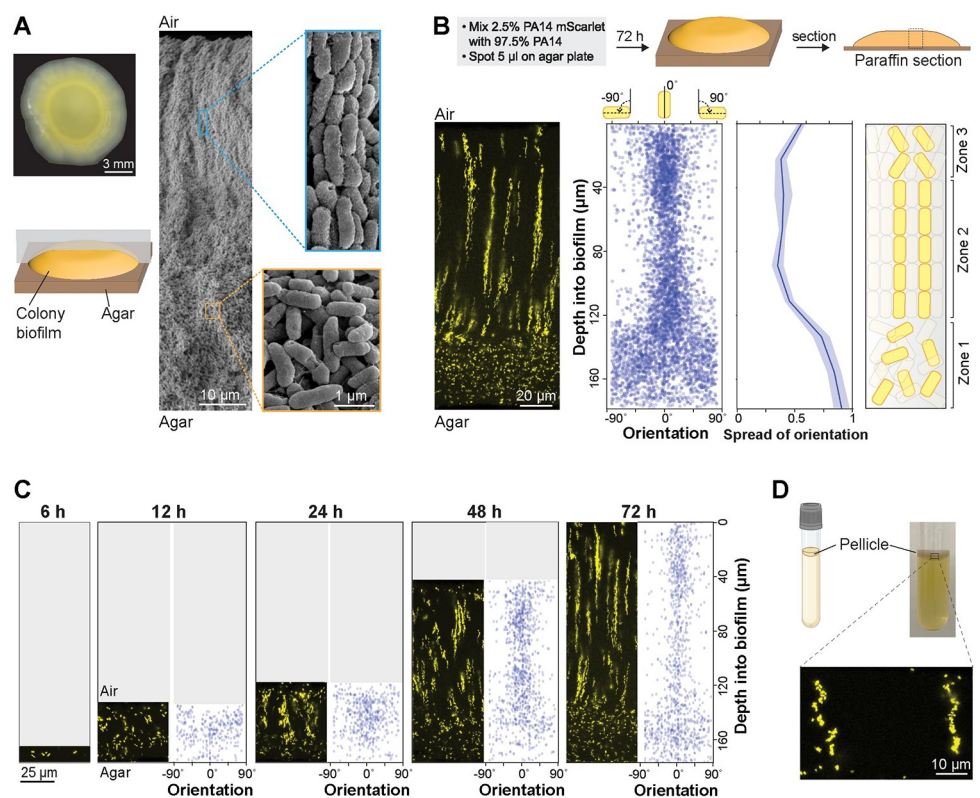 A
Air
3 mm
Colony
biofilm
Agar
10 µm
1 µm
Agar
B
• Mix 2.5% PA14 mScarlet
with 97.5% PA14
• Spot 5 µl on agar plate
72 h
section
Paraffin section
Air
20 µm
Agar
-90˚
0˚
90˚
Depth into biofilm (µm)
40
80
120
160
-90˚
0˚
90˚
Orientation
0
0.5
1
Spread of orientation
Zone 3
Zone 2
Zone 1
C
6 h
12 h
24 h
48 h
72 h
Air
Agar
25 µm
-90˚ 0˚ 90˚
Orientation
-90˚ 0˚ 90˚
Orientation
-90˚ 0˚ 90˚
Orientation
-90˚ 0˚ 90˚
Orientation
0
40
80
120
160
Depth into biofilm (µm)
D
Pellicle
10 µm